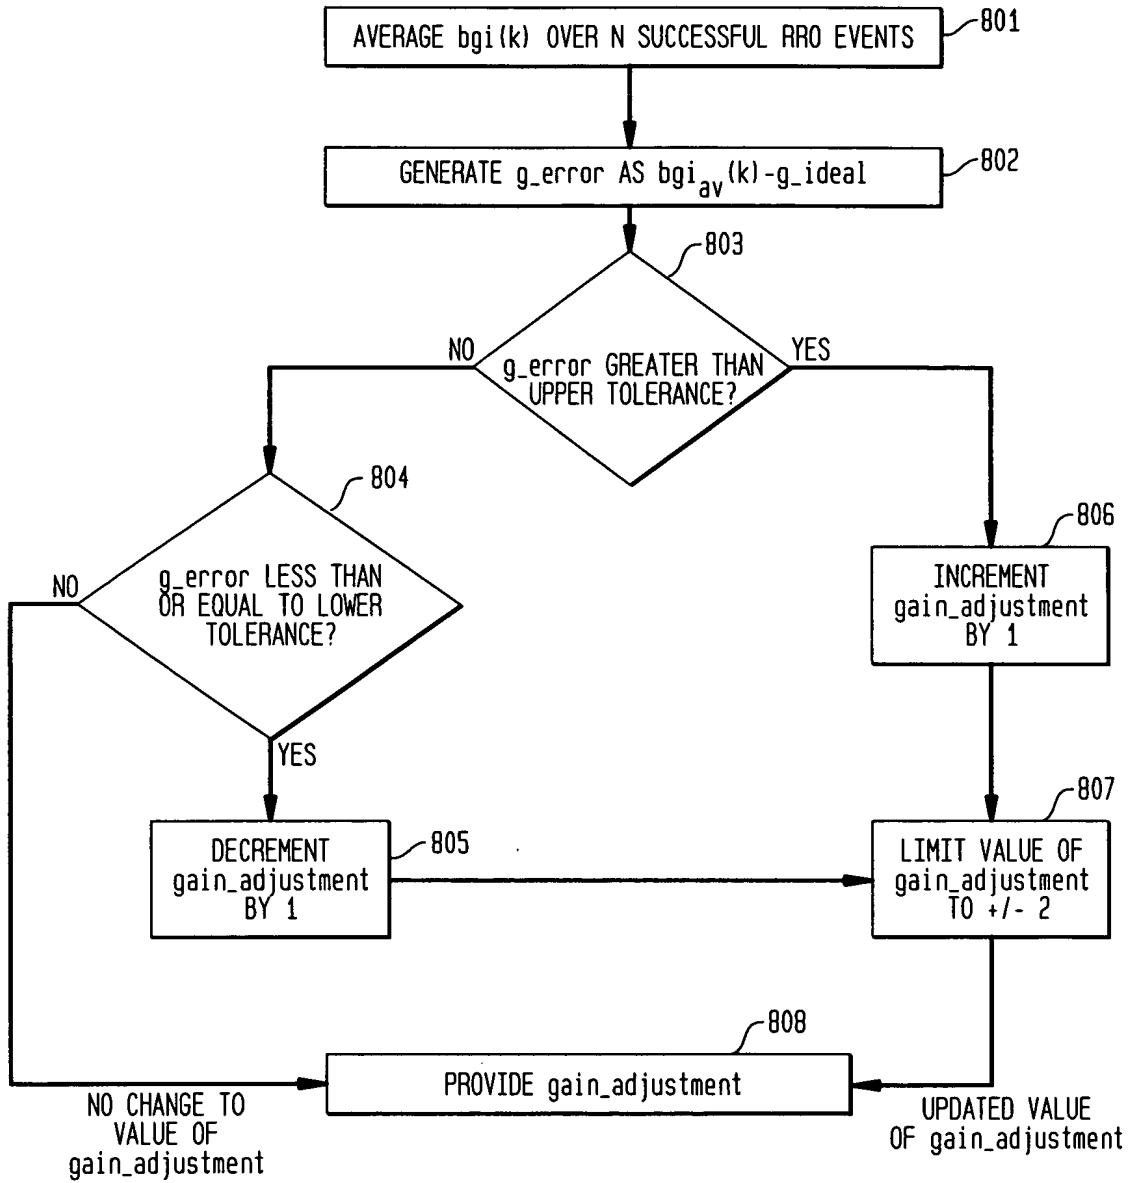 AVERAGE bgi(k) OVER N SUCCESSFUL RRO EVENTS
801
GENERATE g_error AS bgi_av(k)-g_ideal
802
803
NO
YES
g_error GREATER THAN
UPPER TOLERANCE?
804
NO
g_error LESS THAN
OR EQUAL TO LOWER
TOLERANCE?
YES
806
INCREMENT
gain_adjustment
BY 1
805
DECREMENT
gain_adjustment
BY 1
807
LIMIT VALUE OF
gain_adjustment
TO +/- 2
808
PROVIDE gain_adjustment
NO CHANGE TO
VALUE OF
gain_adjustment
UPDATED VALUE
OF gain_adjustment